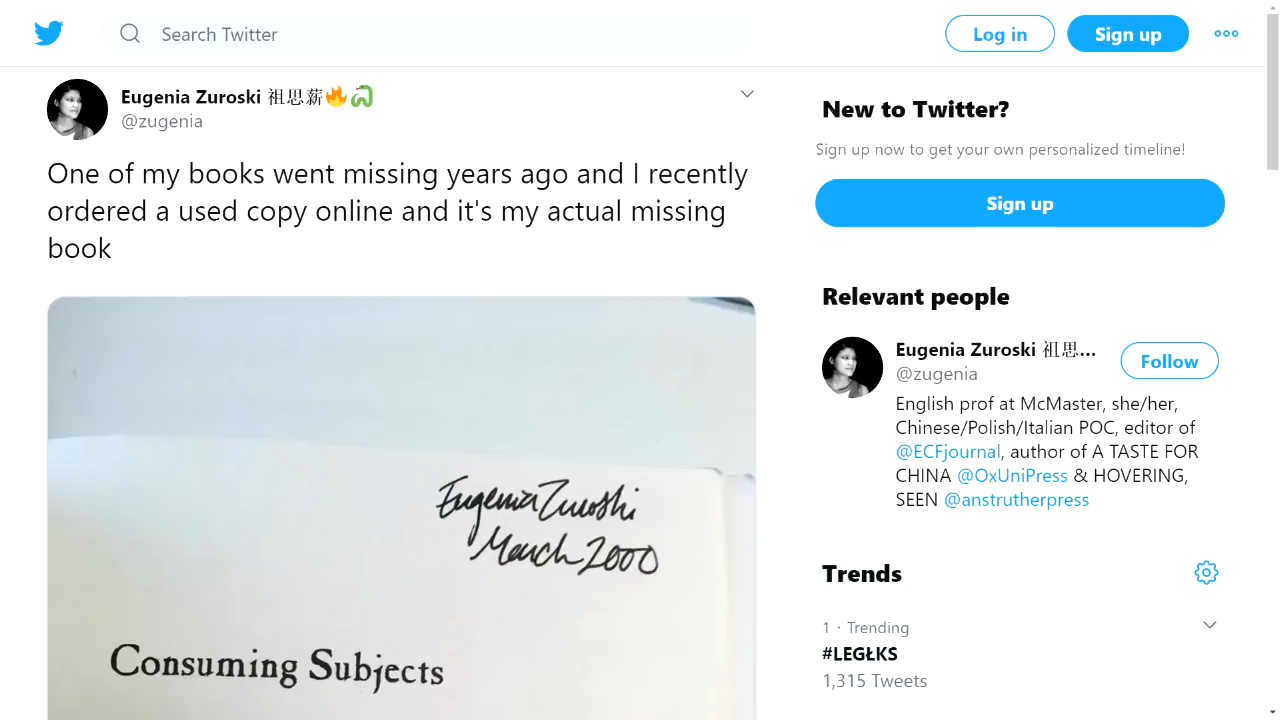 Search Twitter
Log in
Sign up
Eugenia Zuroski 祖思薪🔥🐍
@zugenia
One of my books went missing years ago and I recently
ordered a used copy online and it's my actual missing
book
Eugenia Zuroski
March 2000
Consuming Subjects
New to Twitter?
Sign up now to get your own personalized timeline!
Sign up
Relevant people
Eugenia Zuroski 祖思...
@zugenia
Follow
English prof at McMaster, she/her,
Chinese/Polish/Italian POC, editor of
@ECFjournal, author of A TASTE FOR
CHINA @OxUniPress & HOVERING,
SEEN @anstrutherpress
Trends
1 · Trending
#LEGŁKS
1,315 Tweets